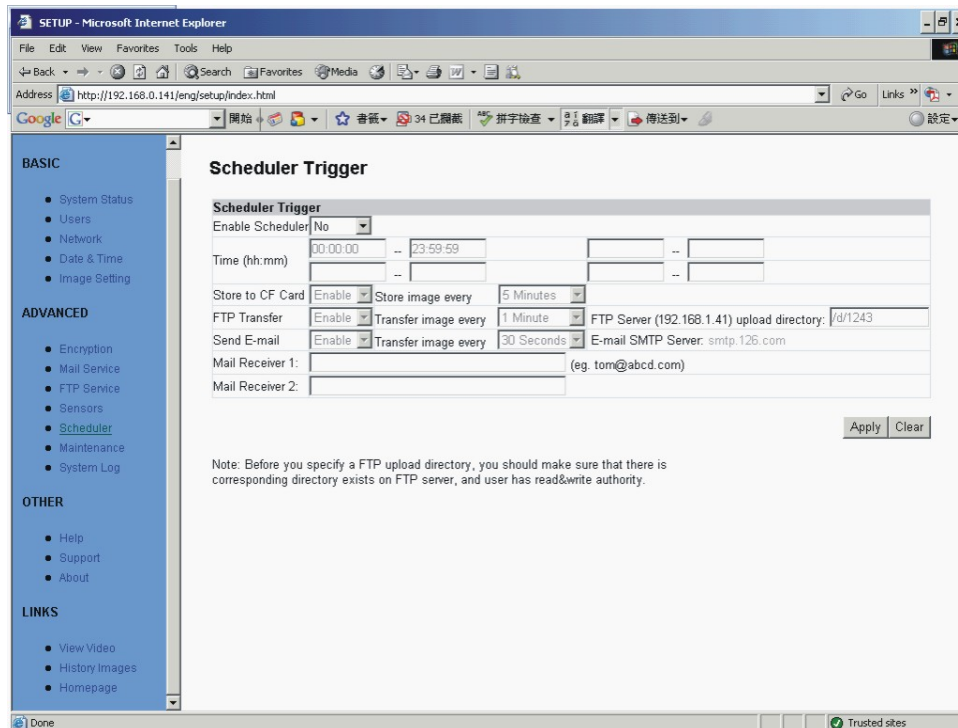 SETUP - Microsoft Internet Explorer
File Edit View Favorites Tools Help
Back Search Favorites Media
Address http://192.168.0.141/eng/setup/index.html Go Links »
Google G 開始 書籤 34 已攔截 ABC 拼字檢查 翻譯 傳送到 設定
BASIC
System Status
Users
Network
Date & Time
Image Setting
ADVANCED
Encryption
Mail Service
FTP Service
Sensors
Scheduler
Maintenance
System Log
OTHER
Help
Support
About
LINKS
View Video
History Images
Homepage
Scheduler Trigger
Scheduler Trigger
Enable Scheduler No
Time (hh:mm) 00:00:00 -- 23:59:59 --
-- --
Store to CF Card Enable Store image every 5 Minutes
FTP Transfer Enable Transfer image every 1 Minute FTP Server (192.168.1.41) upload directory: /d/1243
Send E-mail Enable Transfer image every 30 Seconds E-mail SMTP Server: smtp.126.com
Mail Receiver 1: (eg. tom@abcd.com)
Mail Receiver 2:
Apply Clear
Note: Before you specify a FTP upload directory, you should make sure that there is
corresponding directory exists on FTP server, and user has read&write authority.
Done Trusted sites